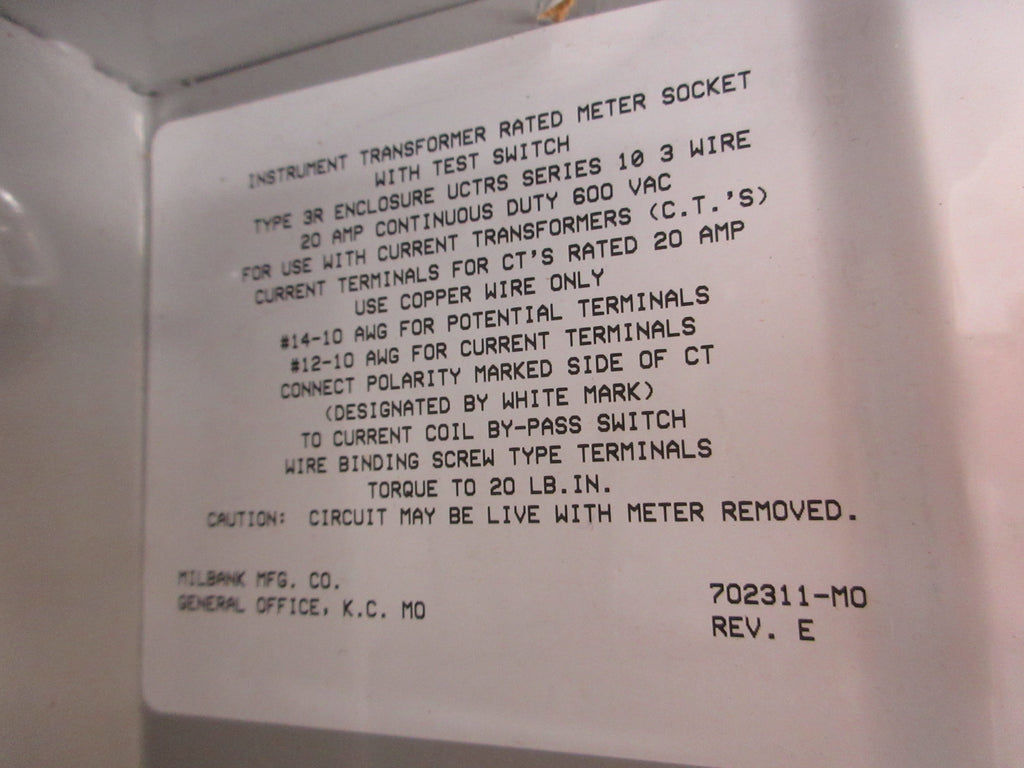 INSTRUMENT TRANSFORMER RATED METER SOCKET
WITH TEST SWITCH
TYPE 3R ENCLOSURE UCTRS SERIES 10 3 WIRE
20 AMP CONTINUOUS DUTY 600 VAC
FOR USE WITH CURRENT TRANSFORMERS (C.T.'S)
CURRENT TERMINALS FOR CT'S RATED 20 AMP
USE COPPER WIRE ONLY
#14-10 AWG FOR POTENTIAL TERMINALS
#12-10 AWG FOR CURRENT TERMINALS
CONNECT POLARITY MARKED SIDE OF CT
(DESIGNATED BY WHITE MARK)
TO CURRENT COIL BY-PASS SWITCH
WIRE BINDING SCREW TYPE TERMINALS
TORQUE TO 20 LB.IN.
CAUTION: CIRCUIT MAY BE LIVE WITH METER REMOVED.
MILBANK MFG. CO.
GENERAL OFFICE, K.C. MO
702311-MO
REV. E